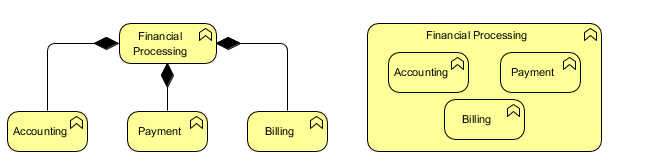 Financial
Processing
Accounting
Payment
Billing
Financial Processing
Accounting
Payment
Billing